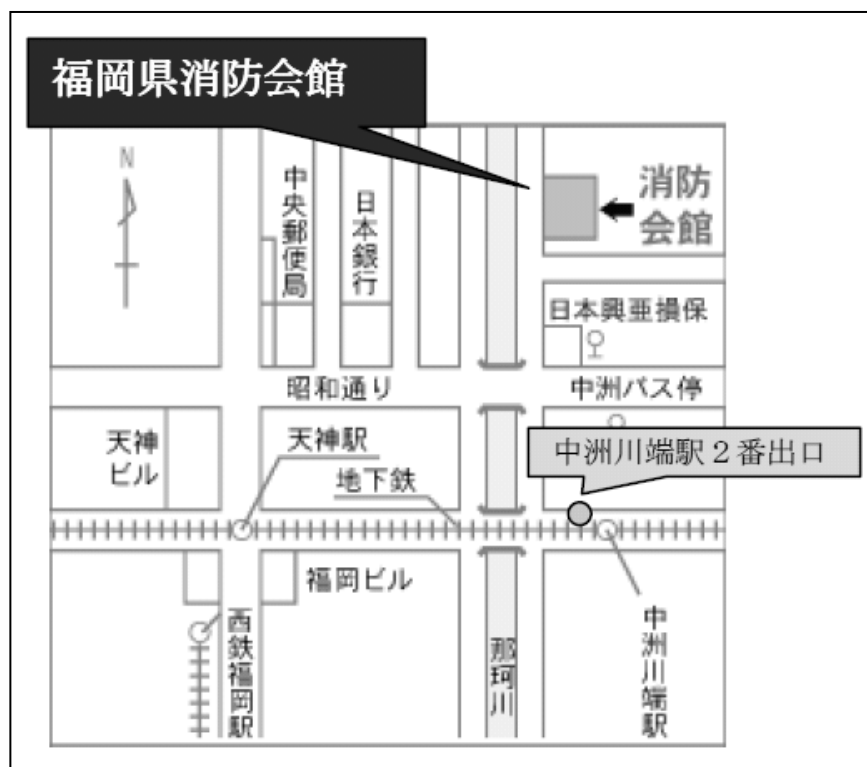 福岡県消防会館
N
中央郵便局
日本銀行
消防
会館
日本興亜損保
昭和通り
中洲バス停
天神
ビル
天神駅
地下鉄
中洲川端駅２番出口
福岡ビル
西鉄福岡駅
那珂川
中洲川端駅